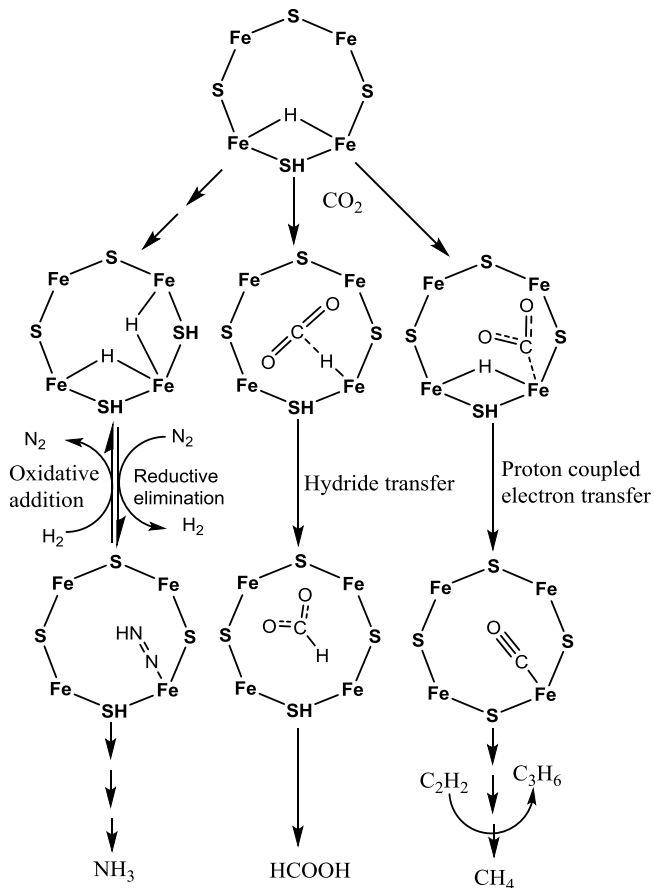 S
Fe Fe
S S
H
Fe Fe
SH
CO2
S
Fe Fe
H
S SH
H
Fe Fe
SH
S
Fe Fe
O
C
S S
O
H
Fe Fe
SH
S
Fe Fe
O
O C
S S
H
Fe Fe
SH
N2 N2
Oxidative
addition
Reductive
elimination
H2 H2
Hydride transfer
Proton coupled
electron transfer
S
Fe Fe
HN
S S
N
Fe Fe
SH
S
Fe Fe
O
O C
S S
H
Fe Fe
SH
S
Fe Fe
O
S S
C
Fe Fe
S
C2H2 C3H6
NH3
HCOOH
CH4